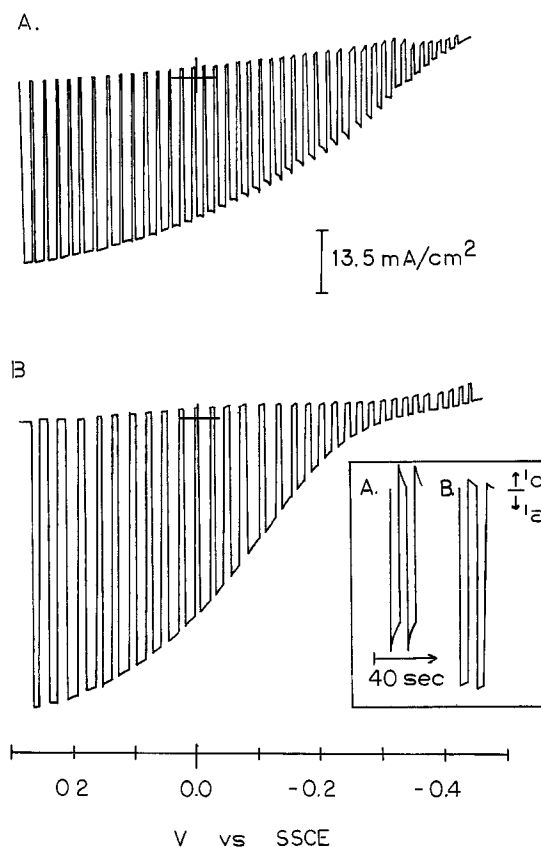 A.
13.5 mA/cm²
B
A. B. ↑ic
↓ia
40 sec
0.2 0.0 -0.2 -0.4
V vs SSCE